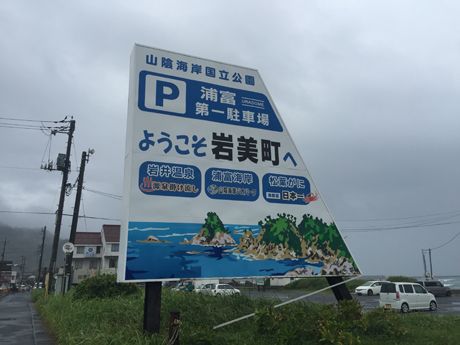 山陰海岸国立公園
P 浦富 URADOME
第一駐車場
ようこそ 岩美町へ
岩井温泉 浦富海岸 松葉がに
日本一